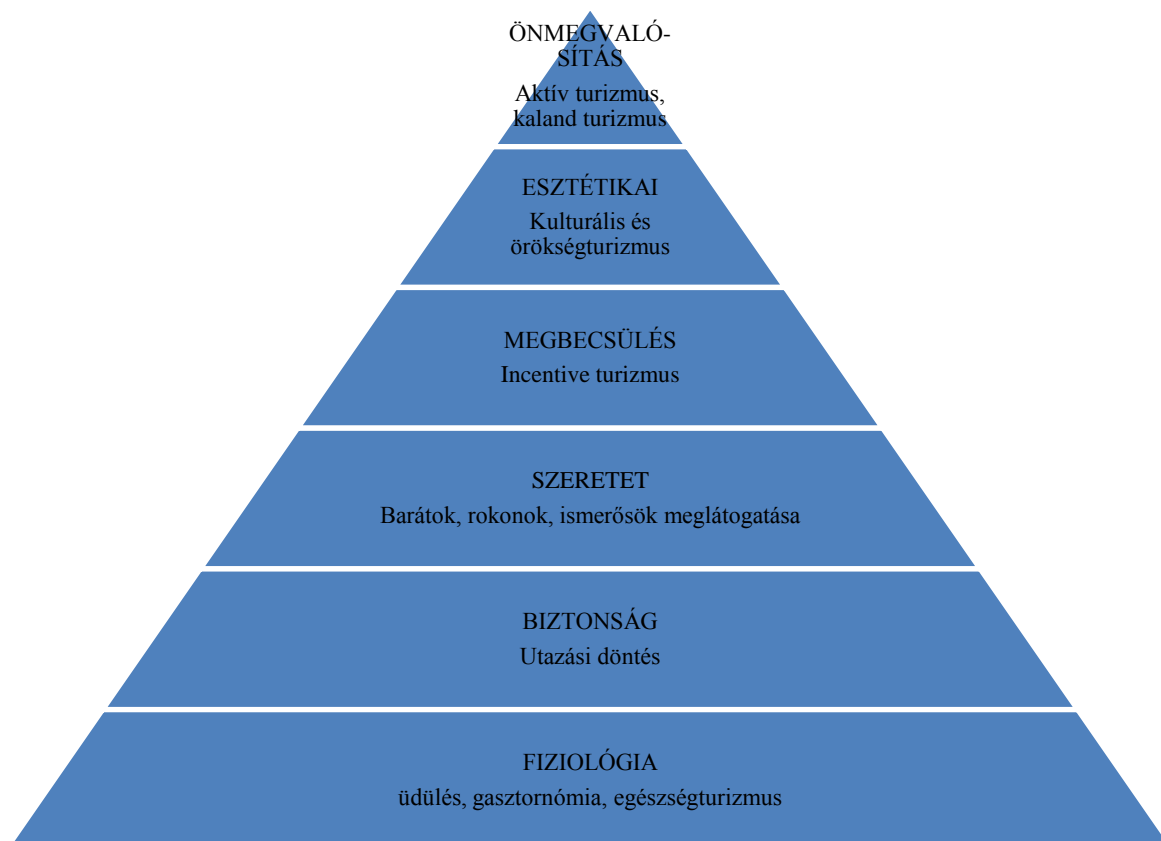 ÖNMEGVALÓ-
SÍTÁS
Aktív turizmus,
kaland turizmus
ESZTÉTIKAI
Kulturális és
örökségturizmus
MEGBECSÜLÉS
Incentive turizmus
SZERETET
Barátok, rokonok, ismerősök meglátogatása
BIZTONSÁG
Utazási döntés
FIZIOLÓGIA
üdülés, gasztornómia, egészségturizmus